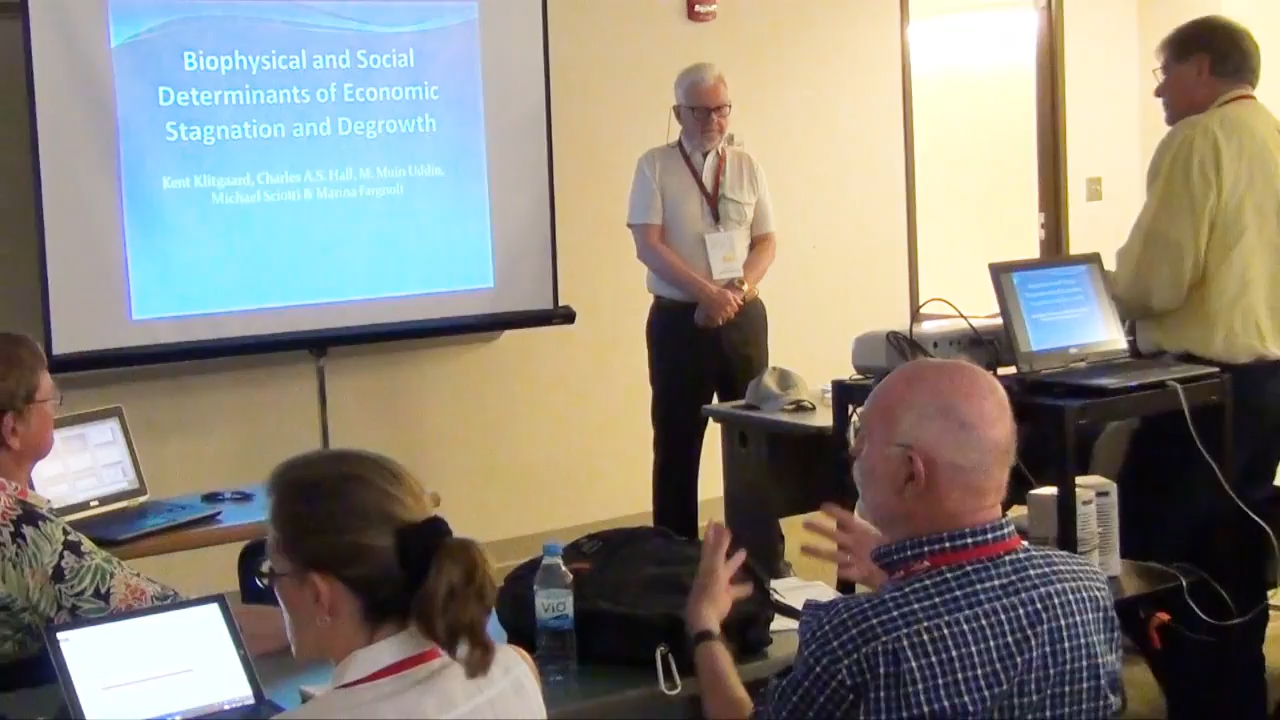 Biophysical and Social
Determinants of Economic
Stagnation and Degrowth
Kent Klitgaard, Charles A.S. Hall, M. Muin Uddin,
Michael Sciotti & Marina Fargnoli
ViO